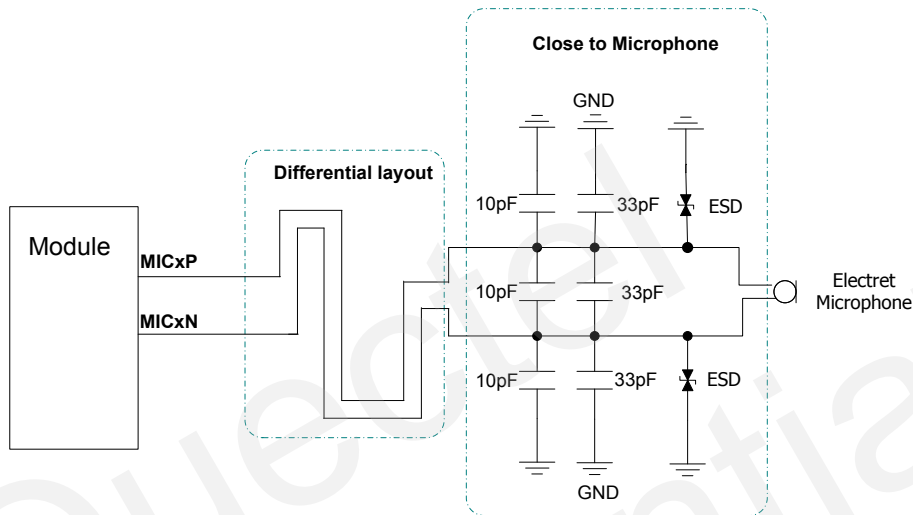 Close to Microphone
GND
Differential layout
10pF
33pF
ESD
Module
MICxP
10pF
33pF
Electret
Microphone
MICxN
10pF
33pF
ESD
GND
Quectel